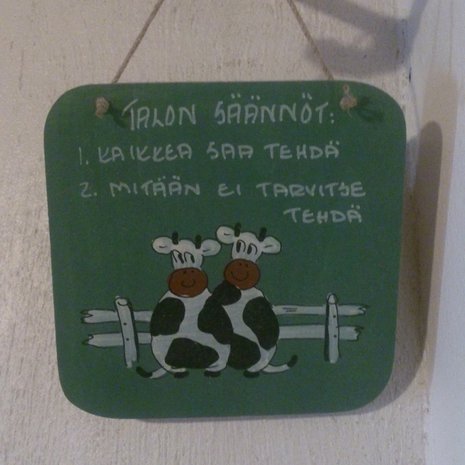 TALON SÄÄNNÖT:
1. KAIKKEA SAA TEHDÄ
2. MITÄÄN EI TARVITSE
TEHDÄ